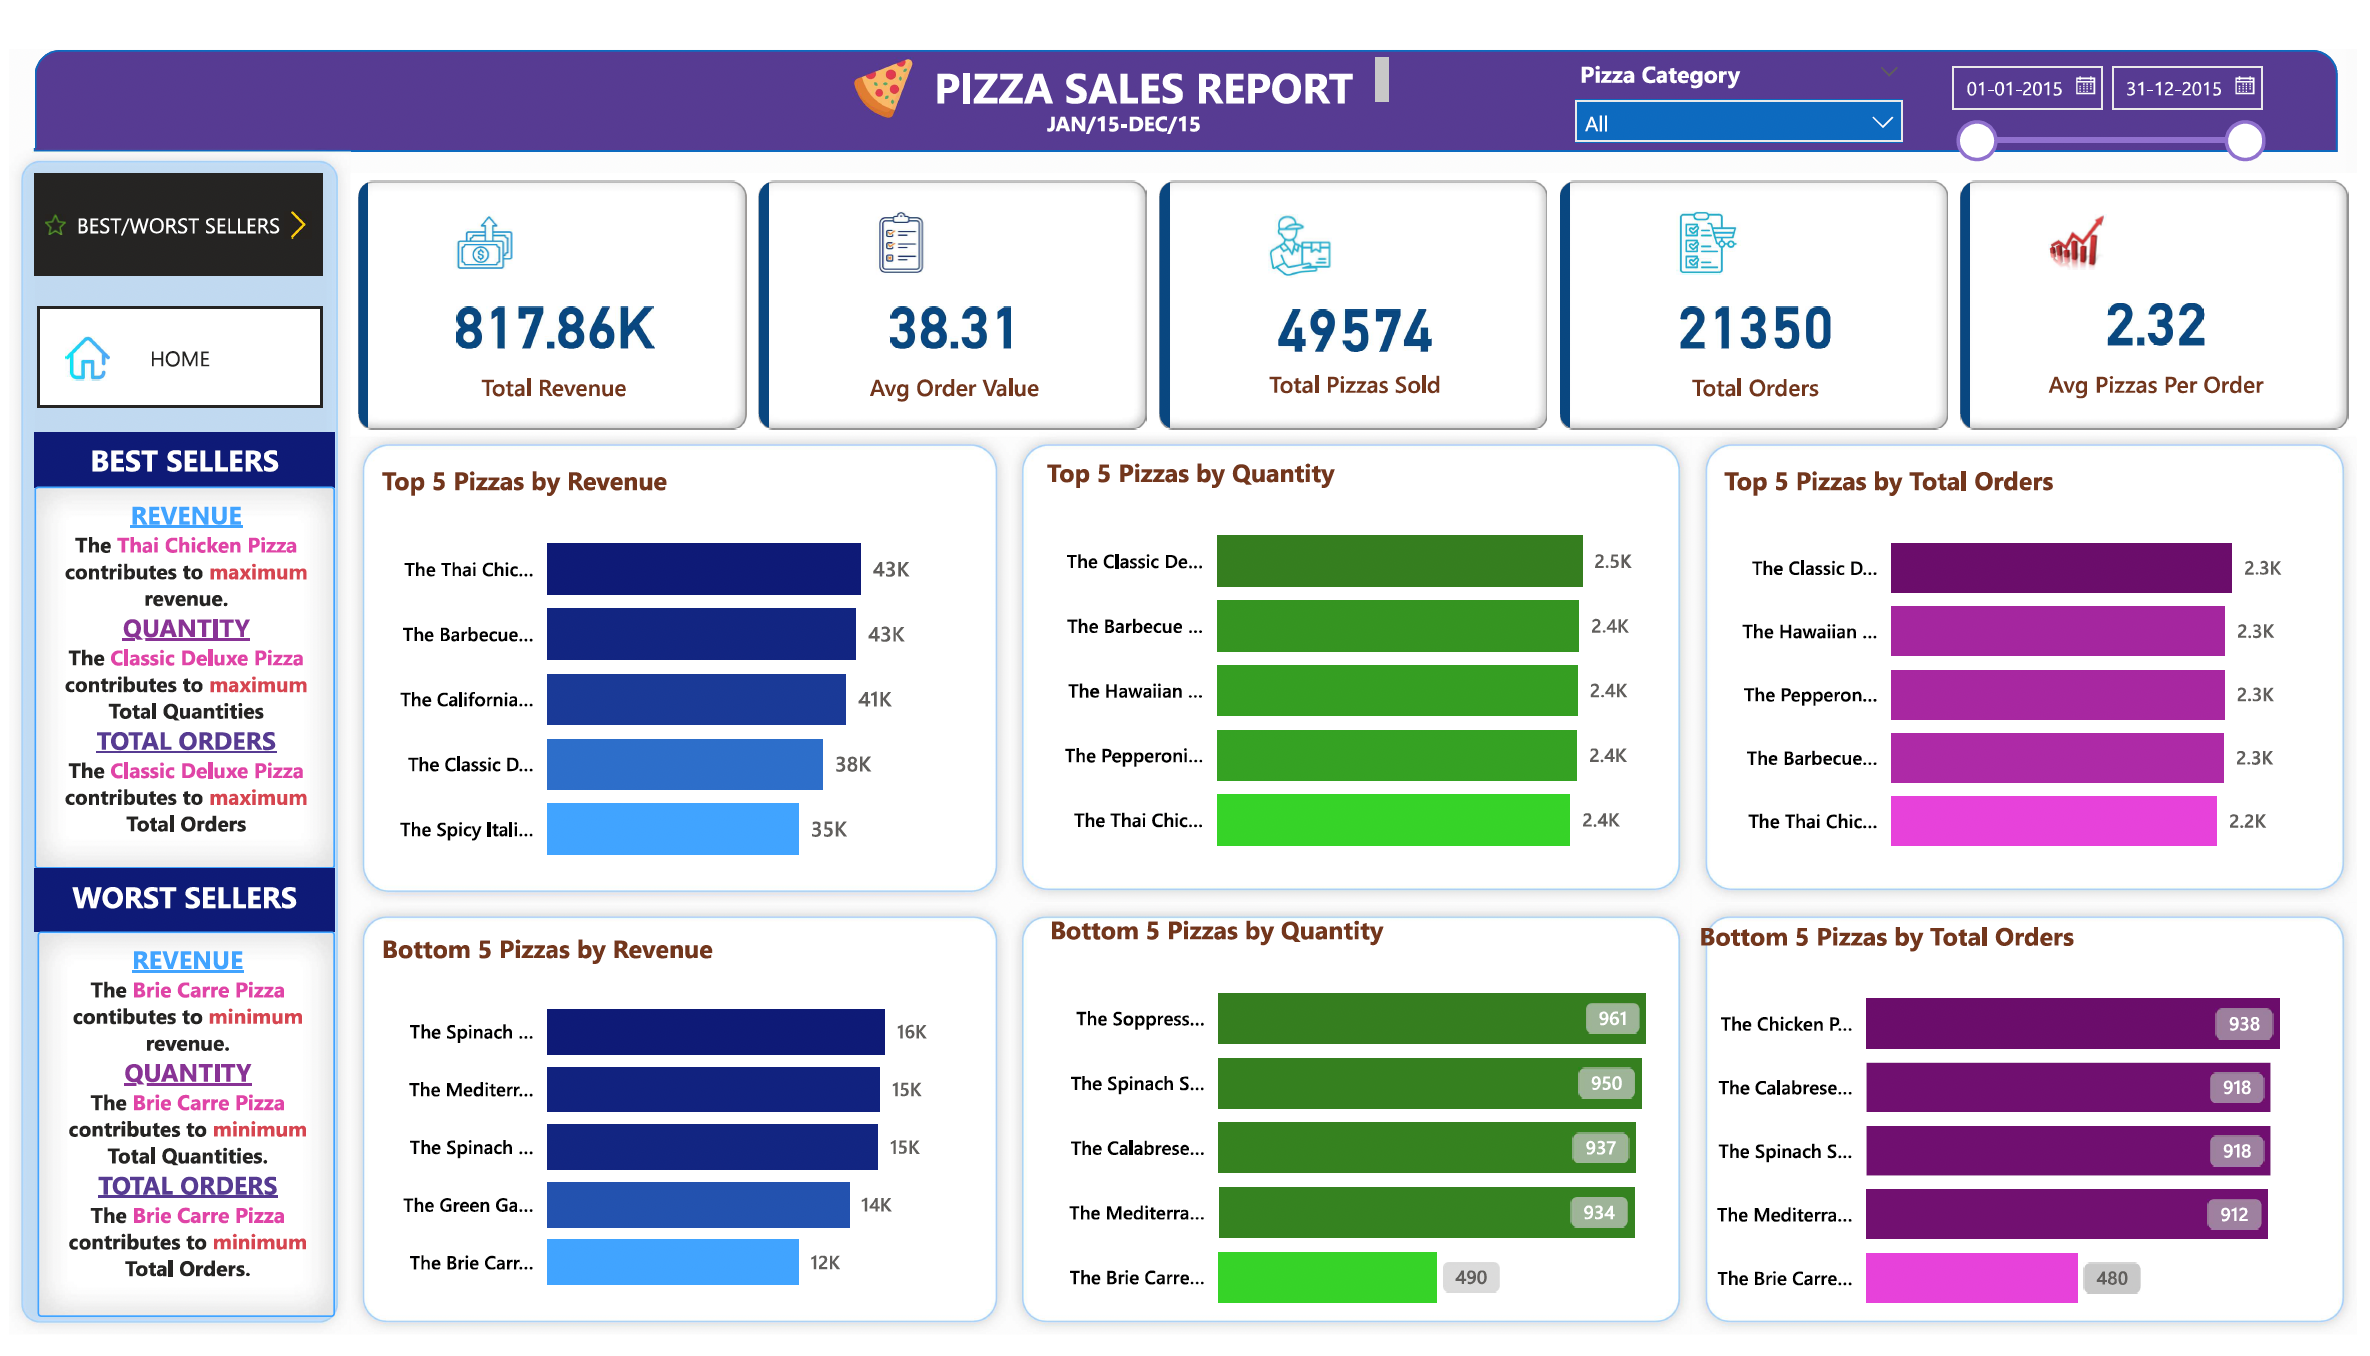 PIZZA SALES REPORT
JAN/15-DEC/15
Pizza Category
All
01-01-2015
31-12-2015
BEST/WORST SELLERS
HOME
BEST SELLERS
REVENUE
The Thai Chicken Pizza
contributes to maximum
revenue.
QUANTITY
The Classic Deluxe Pizza
contributes to maximum
Total Quantities
TOTAL ORDERS
The Classic Deluxe Pizza
contributes to maximum
Total Orders
WORST SELLERS
REVENUE
The Brie Carre Pizza
contibutes to minimum
revenue.
QUANTITY
The Brie Carre Pizza
contributes to minimum
Total Quantities.
TOTAL ORDERS
The Brie Carre Pizza
contributes to minimum
Total Orders.
817.86K
Total Revenue
38.31
Avg Order Value
49574
Total Pizzas Sold
21350
Total Orders
2.32
Avg Pizzas Per Order
Top 5 Pizzas by Revenue
The Thai Chic... 43K
The Barbecue... 43K
The California... 41K
The Classic D... 38K
The Spicy Itali... 35K
Top 5 Pizzas by Quantity
The Classic De... 2.5K
The Barbecue ... 2.4K
The Hawaiian ... 2.4K
The Pepperoni... 2.4K
The Thai Chic... 2.4K
Top 5 Pizzas by Total Orders
The Classic D... 2.3K
The Hawaiian ... 2.3K
The Pepperon... 2.3K
The Barbecue... 2.3K
The Thai Chic... 2.2K
Bottom 5 Pizzas by Revenue
The Spinach ... 16K
The Mediterr... 15K
The Spinach ... 15K
The Green Ga... 14K
The Brie Carr... 12K
Bottom 5 Pizzas by Quantity
The Soppress... 961
The Spinach S... 950
The Calabrese... 937
The Mediterra... 934
The Brie Carre... 490
Bottom 5 Pizzas by Total Orders
The Chicken P... 938
The Calabrese... 918
The Spinach S... 918
The Mediterra... 912
The Brie Carre... 480